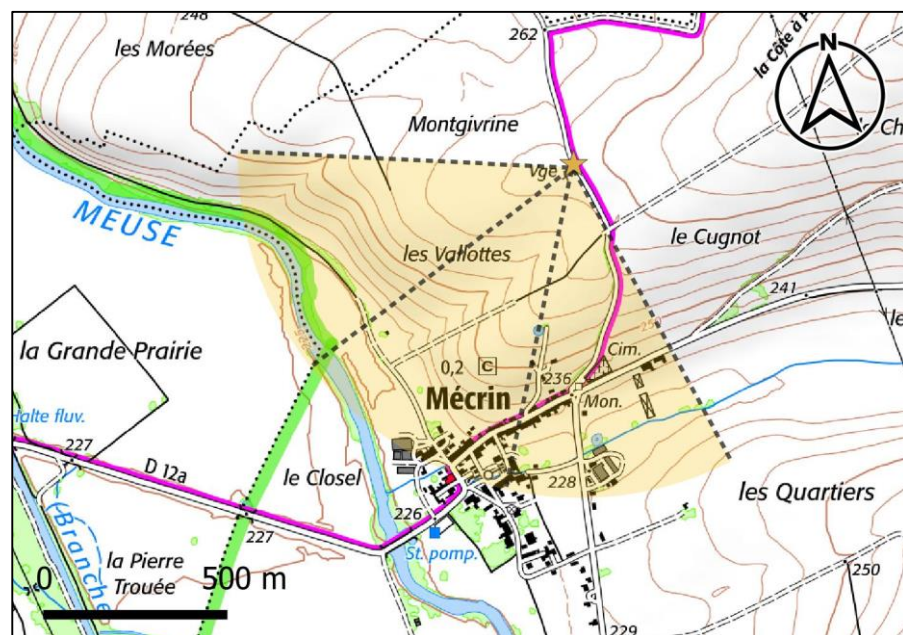 248
les Morées
262
la Côte à P
N
Montgivrine
Vge
Ch
MEUSE
le Cugnot
les Vallottes
241
le
la Grande Prairie
0,2 C
236
Cim.
Mécrin
Mon.
Halte fluv.
227
D 12a
le Closel
228
les Quartiers
227
226
St. pomp.
(Branche
la Pierre
Trouée
250
0 500 m
229